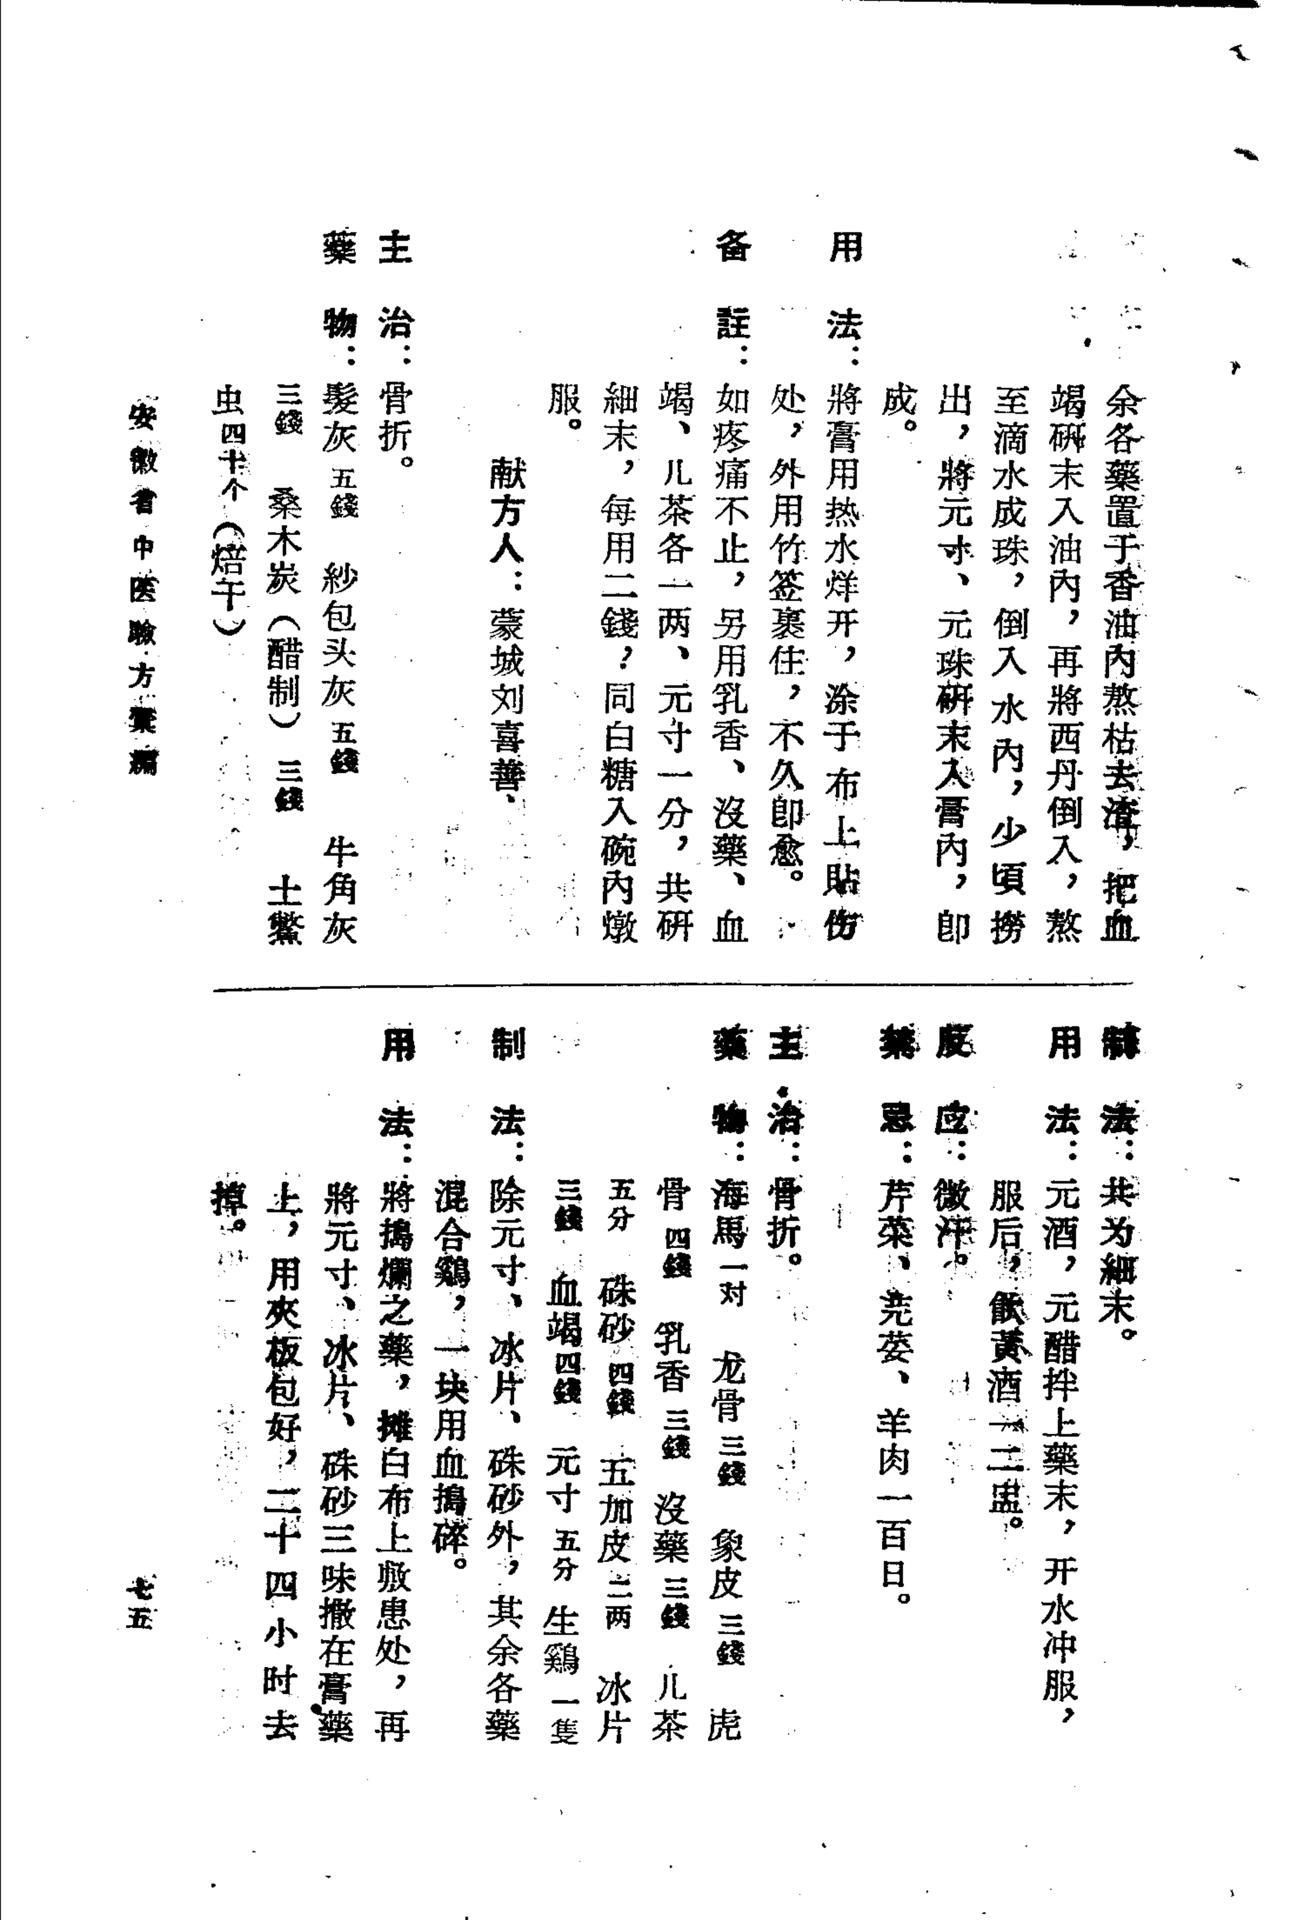 余各藥置于香油內熬枯去渣，把血
竭硏末入油內，再將西丹倒入，熬
至滴水成珠，倒入水內，少頃撈
出，將元寸、元珠硏末入膏內，卽
成。
用　法：將膏用热水烊开，涂于布上貼伤
处，外用竹签裹住，不久卽愈。
备　註：如疼痛不止，另用乳香、沒藥、血
竭、儿茶各一两、元寸一分，共硏
細末，每用二錢，同白糖入碗內燉
服。
献方人：蒙城刘喜善、
主　治：骨折。
藥　物：髮灰五錢　紗包头灰五錢　牛角灰
三錢　桑木炭（醋制）三錢　土鱉
虫四十个（焙干）
制　法：共为細末。
用　法：元酒，元醋拌上藥末，开水冲服，
服后，飮黃酒一二盅。
反　应：微汗。
禁　忌：芹菜、芫荽、羊肉一百日。
主　治：骨折。
藥　物：海馬一对　龙骨三錢　象皮三錢　虎
骨四錢　乳香三錢　沒藥三錢　儿茶
五分　硃砂四錢　五加皮二两　冰片
三錢　血竭四錢　元寸五分　生鷄一隻
制　法：除元寸、冰片、硃砂外，其余各藥
混合鷄，一块用血搗碎。
用　法：將搗爛之藥，摊白布上敷患处，再
將元寸、冰片、硃砂三味撒在膏藥
上，用夾板包好，二十四小时去
掉。
安徽省中医驗方彙編
七五